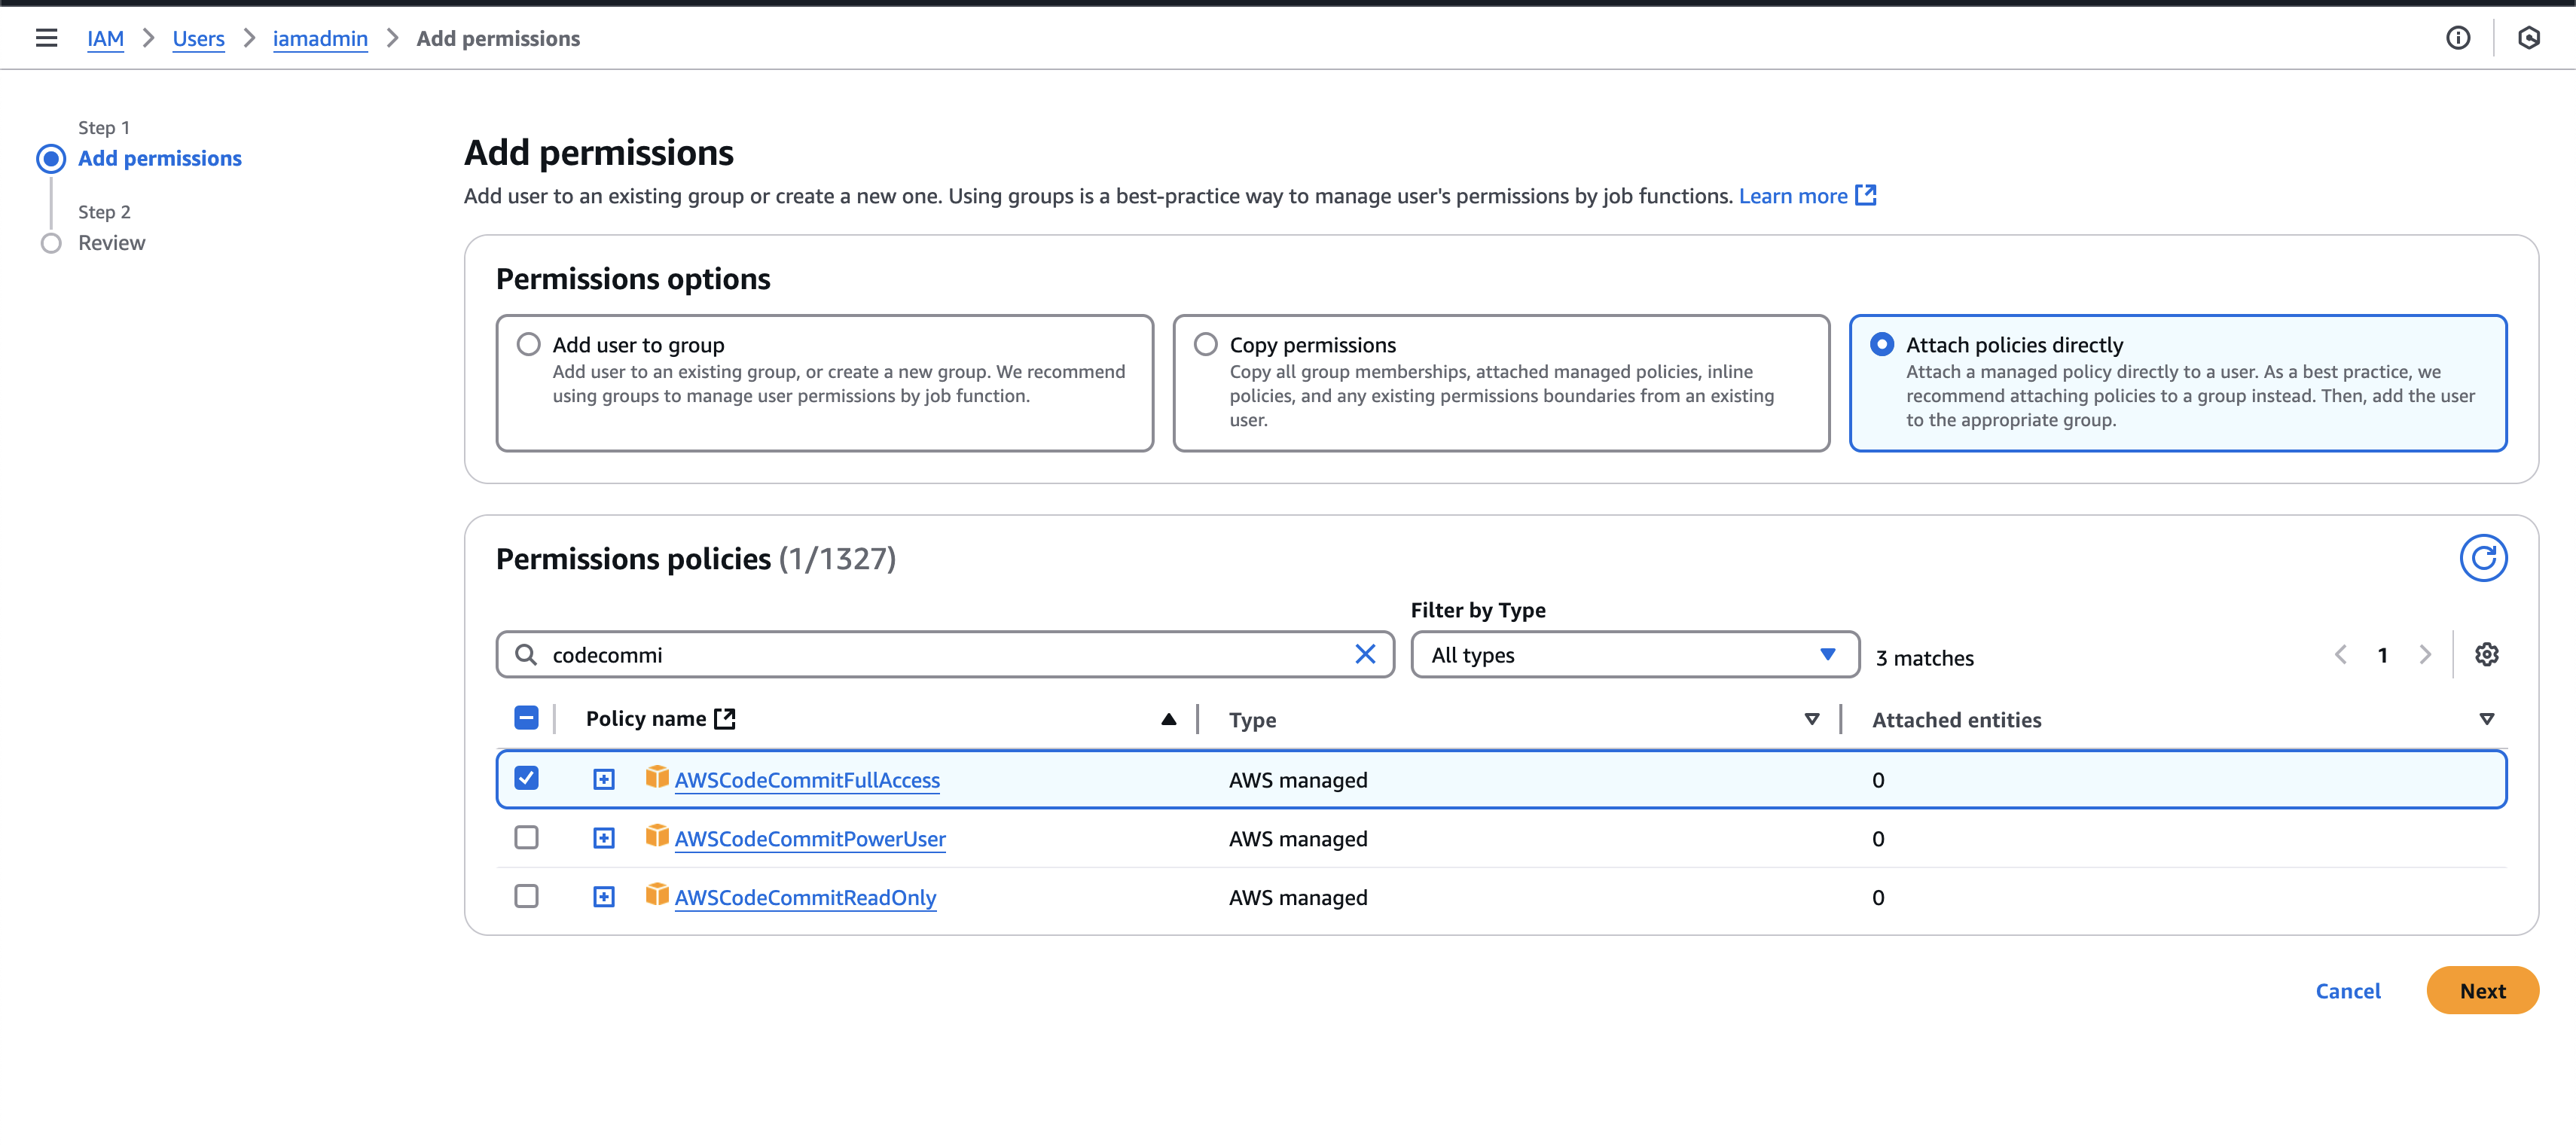 IAM > Users > iamadmin > Add permissions
Step 1
Add permissions
Step 2
Review
Add permissions
Add user to an existing group or create a new one. Using groups is a best-practice way to manage user's permissions by job functions. Learn more
Permissions options
Add user to group
Add user to an existing group, or create a new group. We recommend
using groups to manage user permissions by job function.
Copy permissions
Copy all group memberships, attached managed policies, inline
policies, and any existing permissions boundaries from an existing
user.
Attach policies directly
Attach a managed policy directly to a user. As a best practice, we
recommend attaching policies to a group instead. Then, add the user
to the appropriate group.
Permissions policies (1/1327)
Filter by Type
codecommi
All types
3 matches
1
Policy name Type Attached entities
AWSCodeCommitFullAccess AWS managed 0
AWSCodeCommitPowerUser AWS managed 0
AWSCodeCommitReadOnly AWS managed 0
Cancel Next